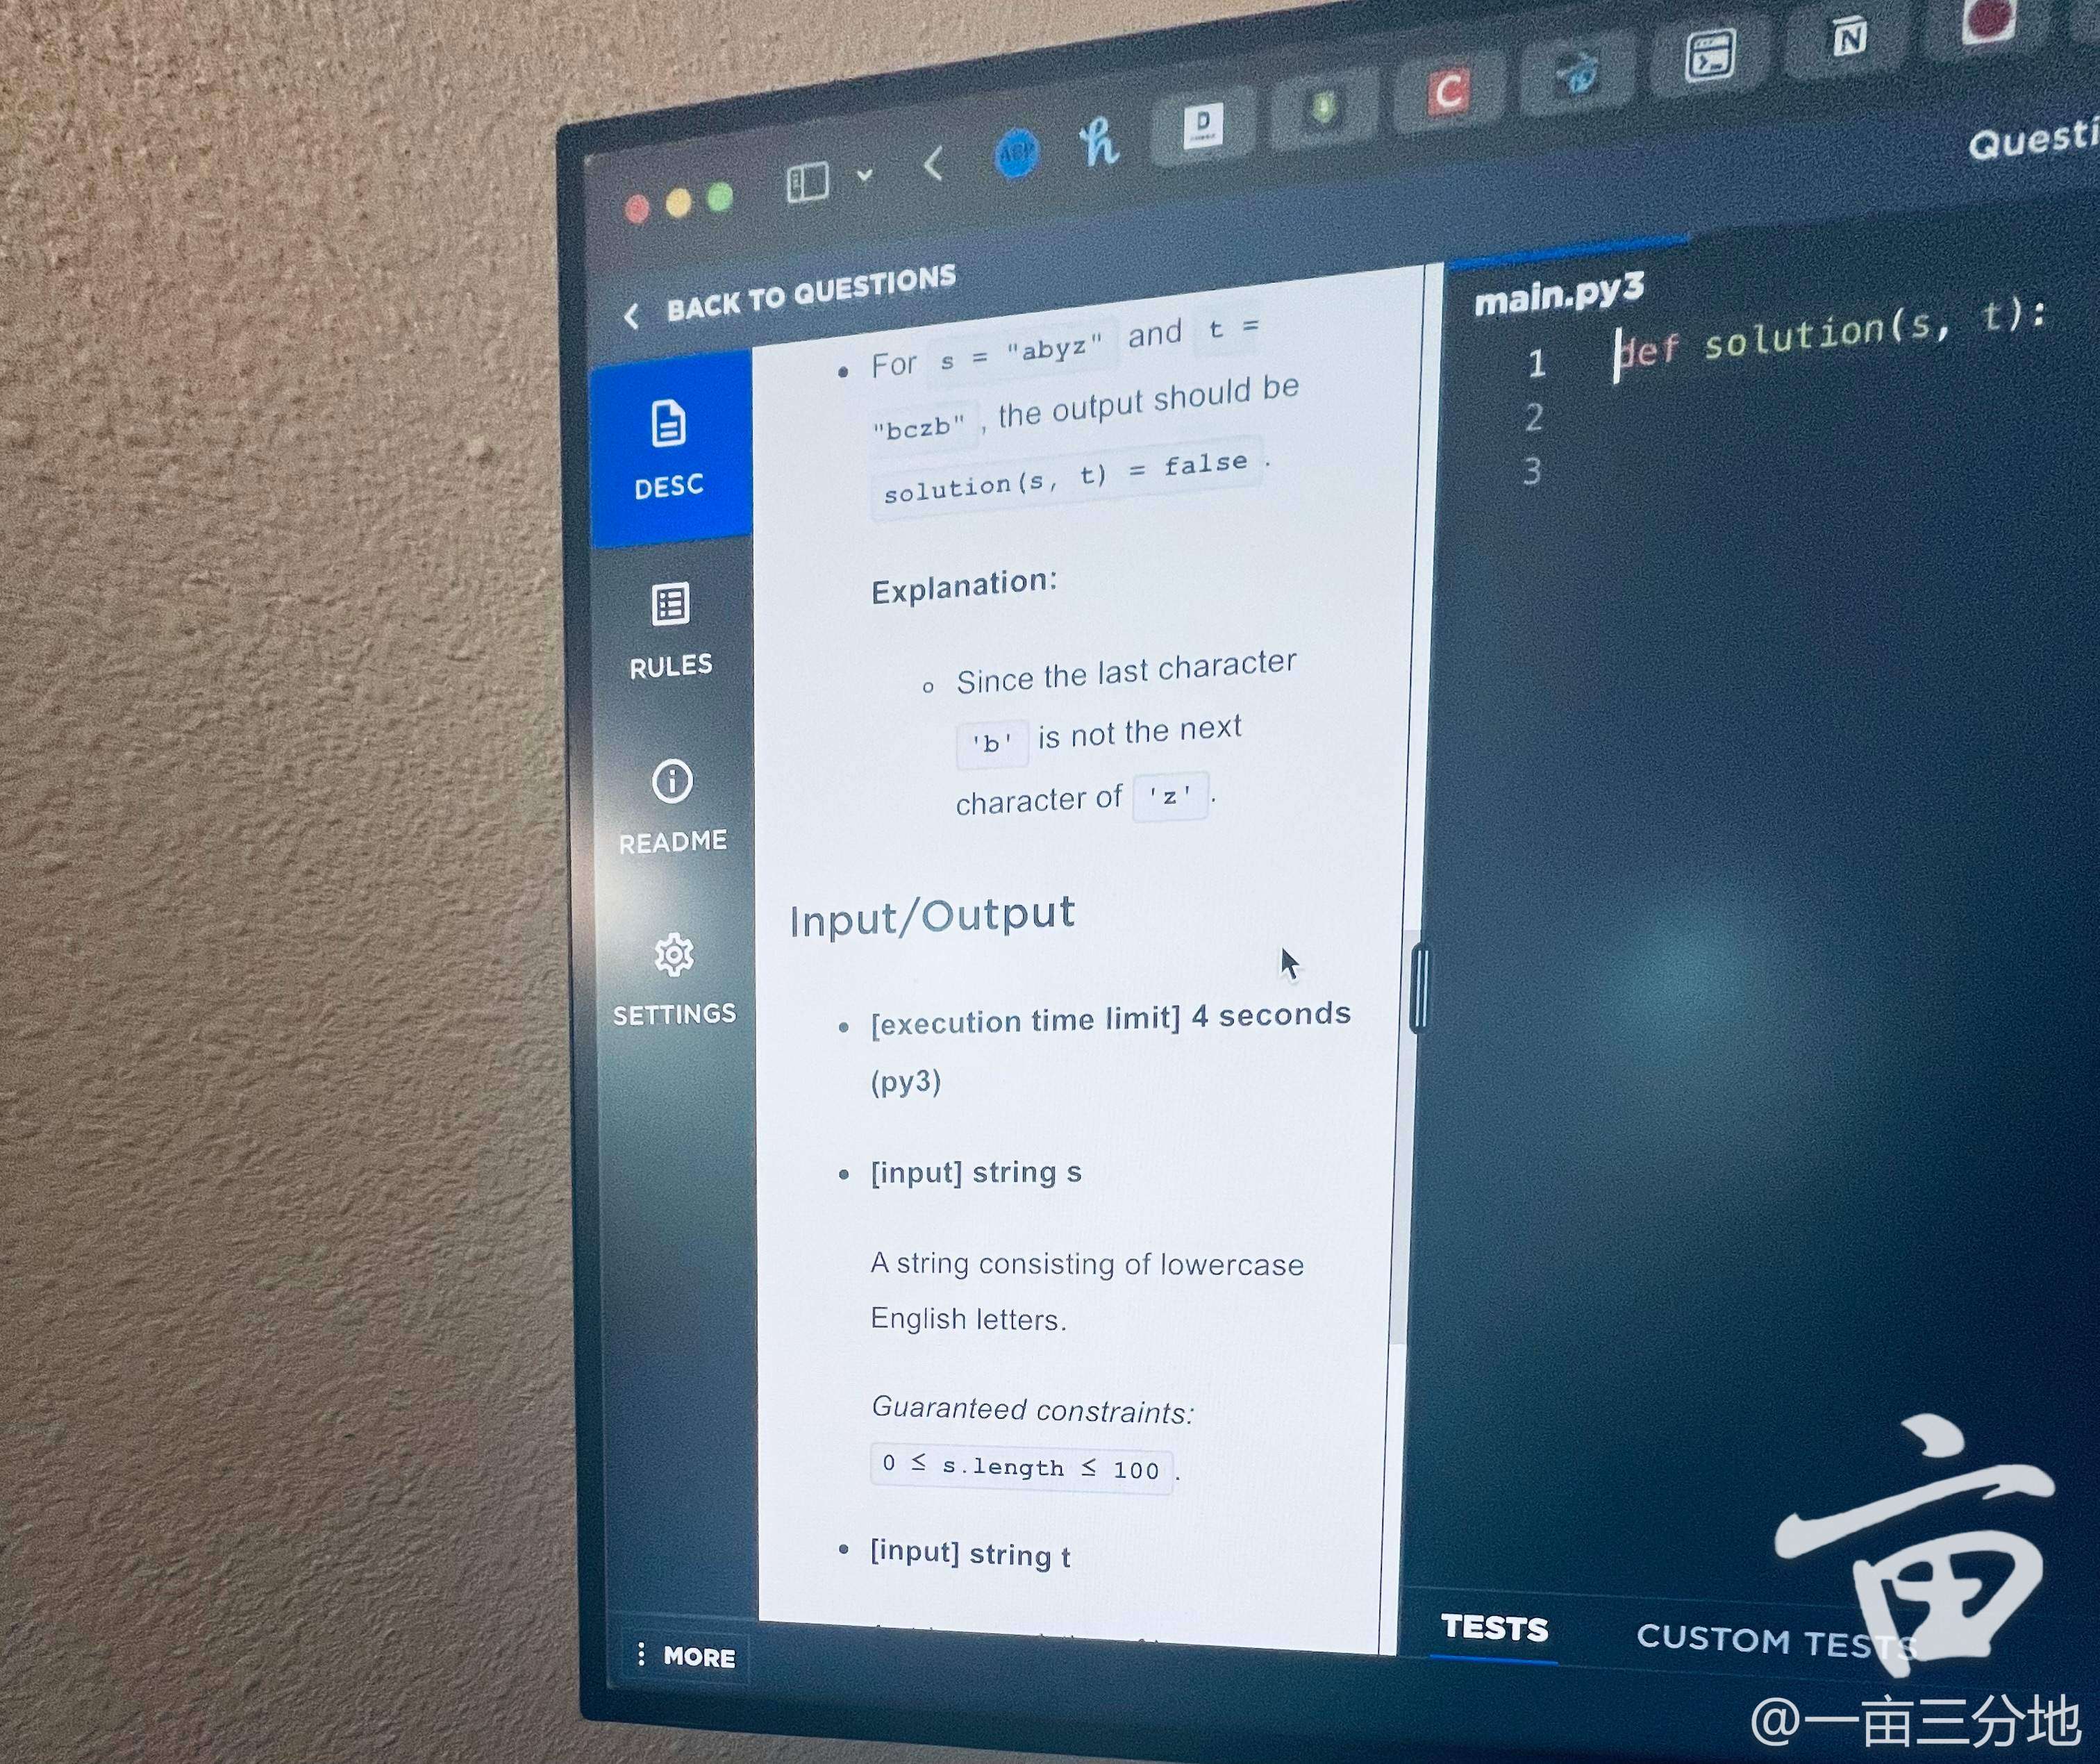 Questi
BACK TO QUESTIONS
DESC
RULES
README
SETTINGS
MORE
• For s = "abyz" and t =
"bczb" , the output should be
solution(s, t) = false .
Explanation:
Since the last character
'b' is not the next
character of 'z' .
Input/Output
• [execution time limit] 4 seconds
(py3)
• [input] string s
A string consisting of lowercase
English letters.
Guaranteed constraints:
0 ≤ s.length ≤ 100 .
• [input] string t
main.py3
1 def solution(s, t):
2
3
TESTS
CUSTOM TESTS
亩
@一亩三分地